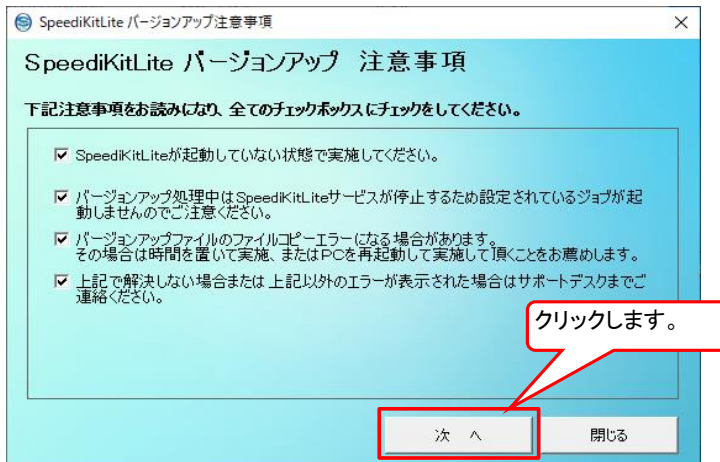 SpeediKitLite バージョンアップ注意事項
SpeediKitLite バージョンアップ 注意事項
下記注意事項をお読みになり、全てのチェックボックスにチェックをしてください。
SpeediKitLiteが起動していない状態で実施してください。
バージョンアップ処理中はSpeediKitLiteサービスが停止するため設定されているジョブが起
動しませんのでご注意ください。
バージョンアップファイルのファイルコピーエラーになる場合があります。
その場合は時間を置いて実施、またはPCを再起動して実施して頂くことをお薦めします。
上記で解決しない場合または上記以外のエラーが表示された場合はサポートデスクまでご
連絡ください。
クリックします。
次 へ
閉じる